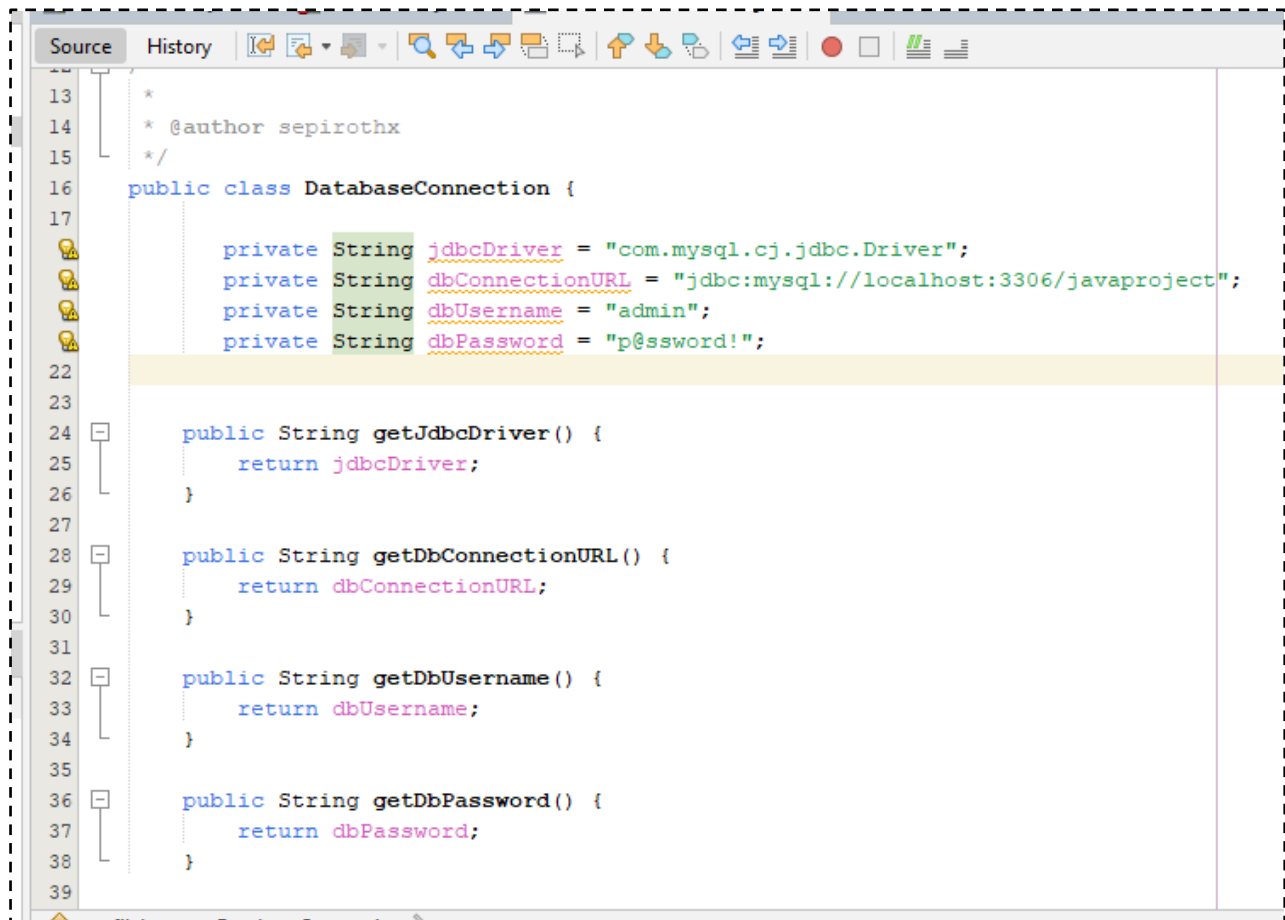 Source History
13 *
14 * @author sepirothx
15 */
16 public class DatabaseConnection {
17
private String jdbcDriver = "com.mysql.cj.jdbc.Driver";
private String dbConnectionURL = "jdbc:mysql://localhost:3306/javaproject";
private String dbUsername = "admin";
private String dbPassword = "p@ssword!";
22
23
24 public String getJdbcDriver() {
25 return jdbcDriver;
26 }
27
28 public String getDbConnectionURL() {
29 return dbConnectionURL;
30 }
31
32 public String getDbUsername() {
33 return dbUsername;
34 }
35
36 public String getDbPassword() {
37 return dbPassword;
38 }
39